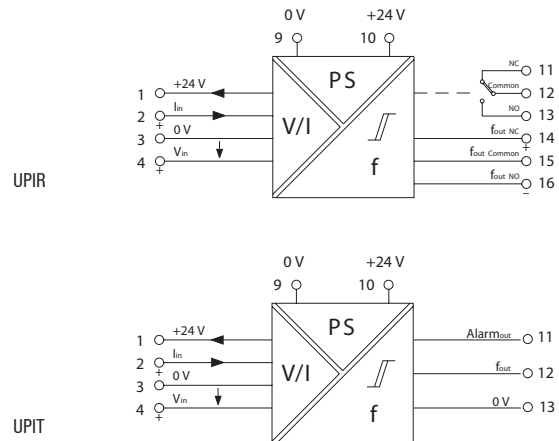 0 V +24 V
9 10
PS
V/I
f
1 +24 V
2 Iin
+
3 0 V
4 Vin
+
NC 11
Common 12
NO 13
fout NC 14
+
fout Common 15
fout NO 16
–
UPIR
0 V +24 V
9 10
PS
V/I
f
1 +24 V
2 Iin
+
3 0 V
4 Vin
+
Alarmout 11
fout 12
0 V 13
UPIT